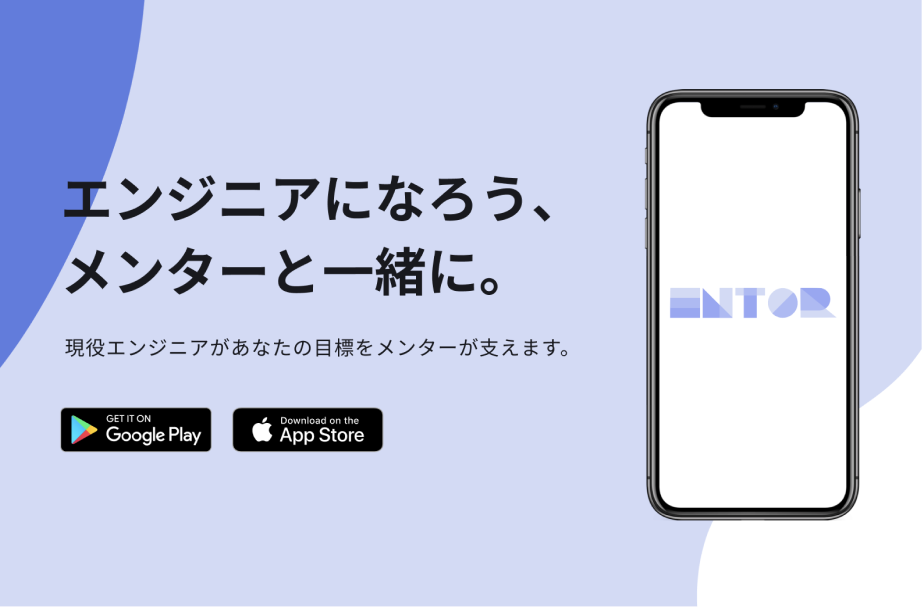 エンジニアになろう、
メンターと一緒に。
現役エンジニアがあなたの目標をメンターが支えます。
GET IT ON
Google Play
Download on the
App Store
ENTOR